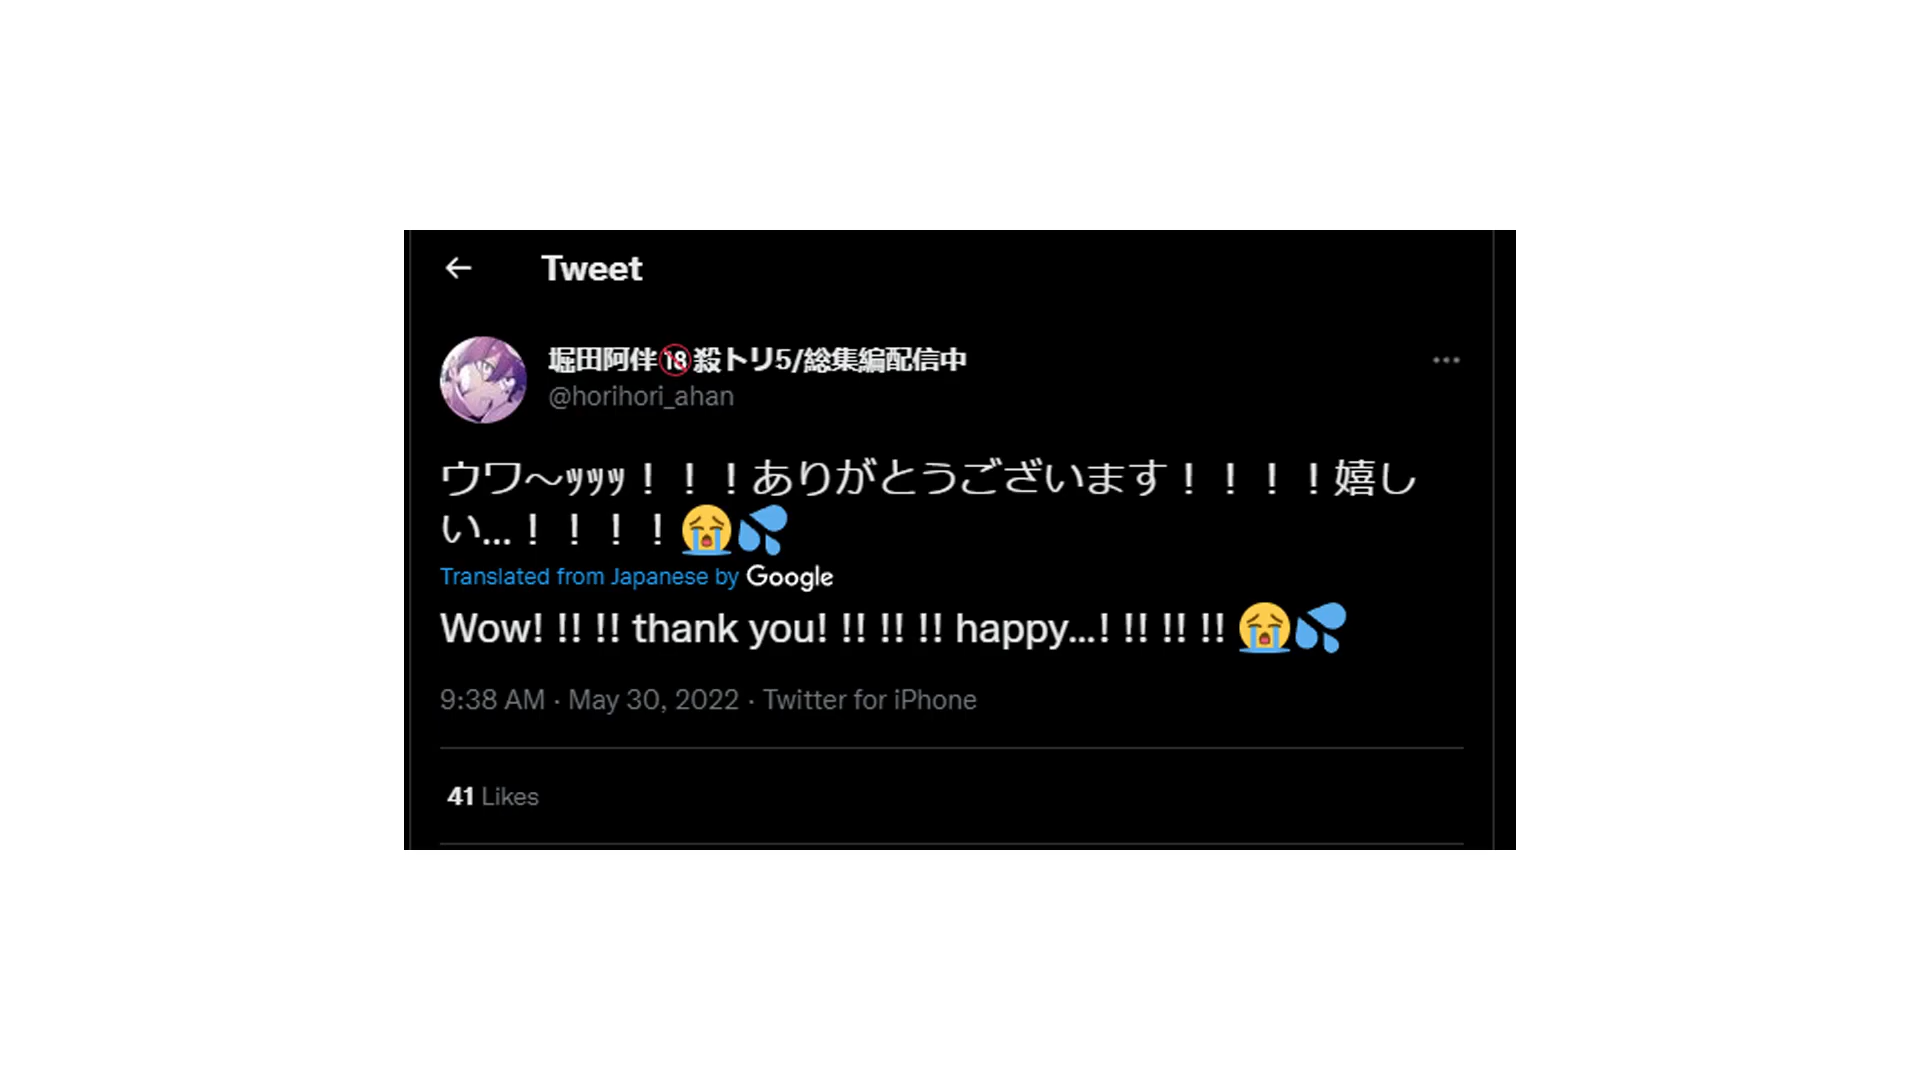 Tweet
堀田阿伴🔞殺トリ5/総集編配信中
@horihori_ahan
ウワ〜ｯｯｯ！！！ありがとうございます！！！！嬉し
い...！！！！😭💦
Translated from Japanese by Google
Wow! !! !! thank you! !! !! !! happy...! !! !! !! 😭💦
9:38 AM · May 30, 2022 · Twitter for iPhone
41 Likes